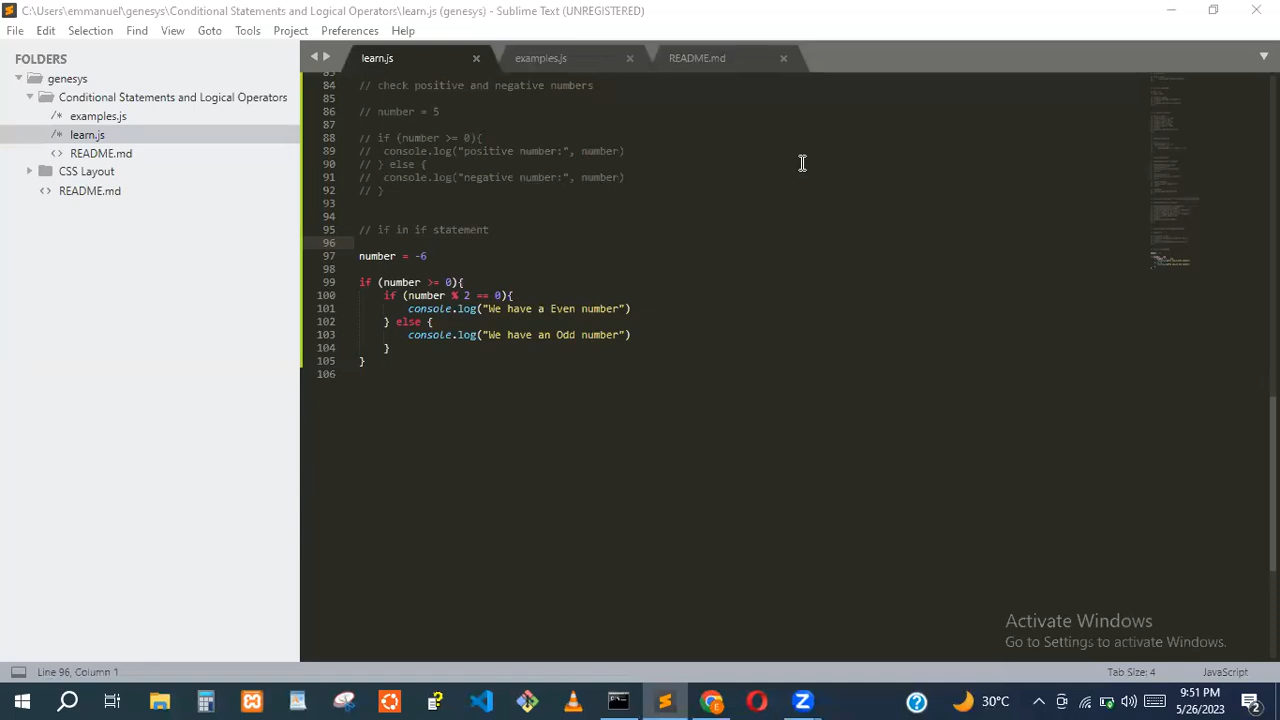 C:\Users\emmanuel\genesys\Conditional Statements and Logical Operators\learn.js (genesys) - Sublime Text (UNREGISTERED)
File Edit Selection Find View Goto Tools Project Preferences Help
FOLDERS
genesys
Conditional Statements and Logical Operators
examples.js
learn.js
README.md
CSS Layout
README.md
learn.js examples.js README.md
83
84 // check positive and negative numbers
85
86 // number = 5
87
88 // if (number >= 0){
89 //  console.log("positive number:", number)
90 // } else {
91 //  console.log("negative number:", number)
92 // }
93
94
95 // if in if statement
96
97 number = -6
98
99 if (number >= 0){
100     if (number % 2 == 0){
101         console.log("We have a Even number")
102     } else {
103         console.log("We have an Odd number")
104     }
105 }
106
Activate Windows
Go to Settings to activate Windows.
Line 96, Column 1 Tab Size: 4 JavaScript
30°C
9:51 PM
5/26/2023
2